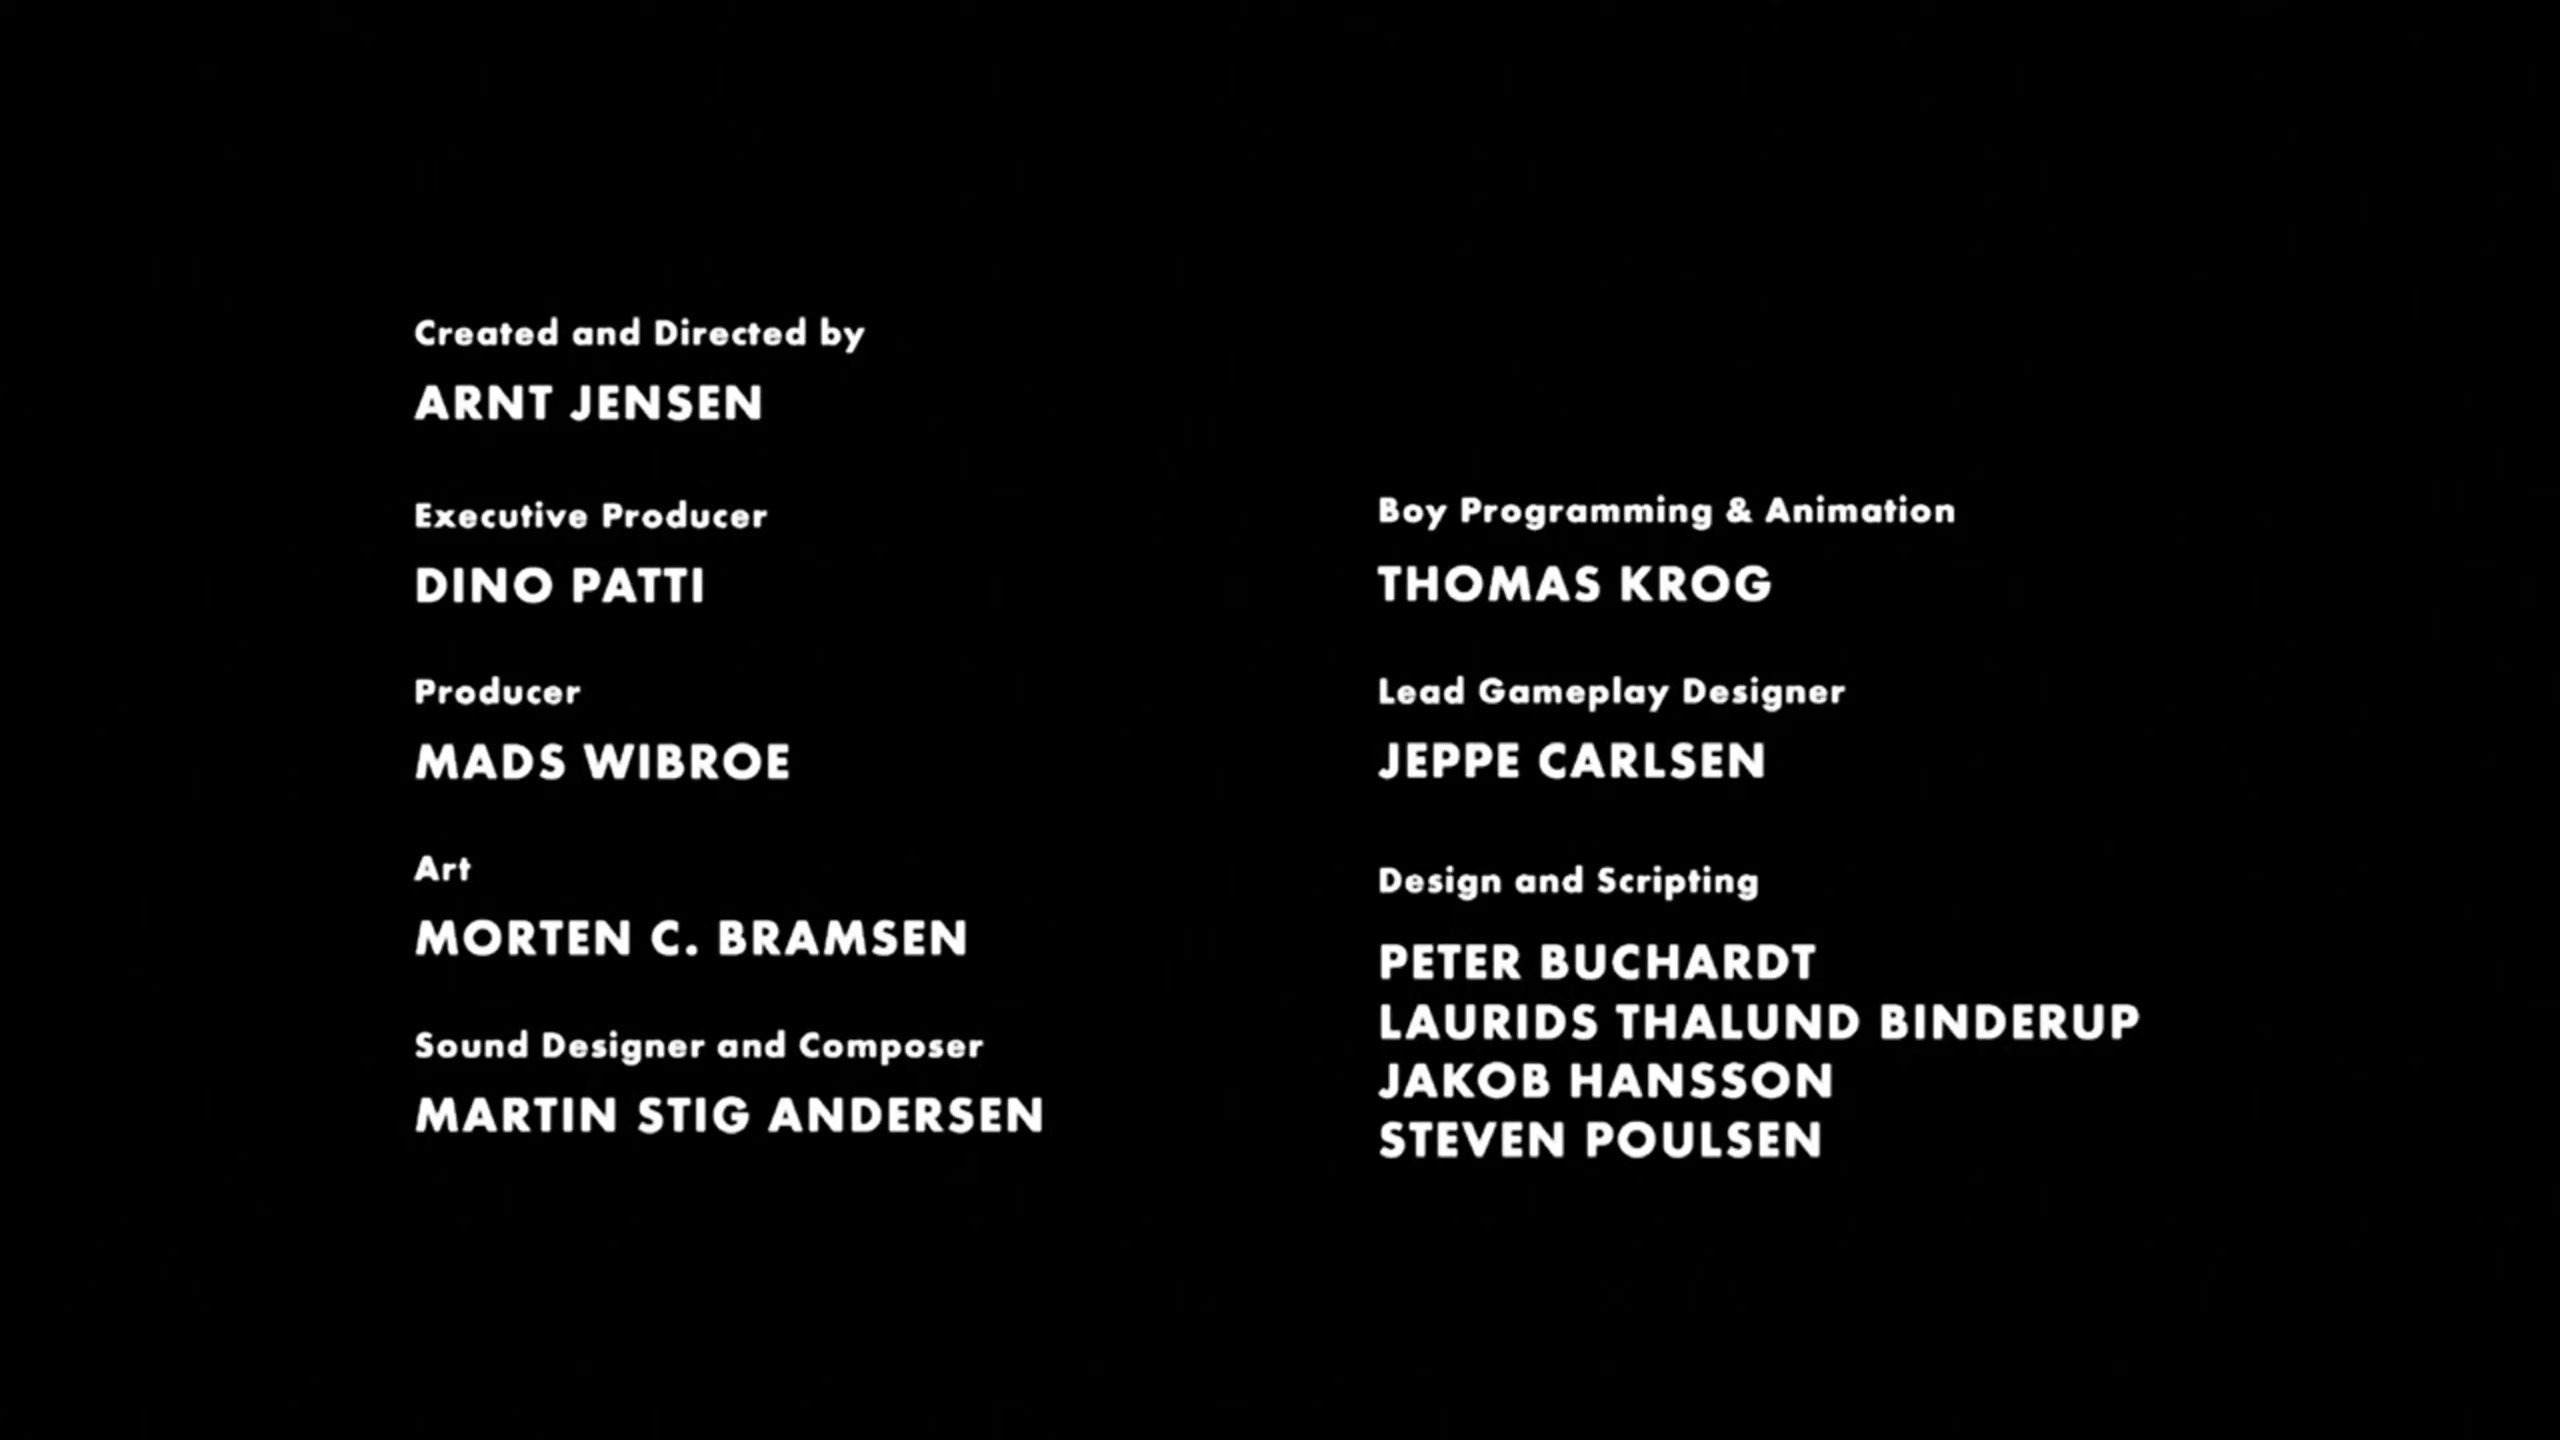 Created and Directed by
ARNT JENSEN
Executive Producer
DINO PATTI
Producer
MADS WIBROE
Art
MORTEN C. BRAMSEN
Sound Designer and Composer
MARTIN STIG ANDERSEN
Boy Programming & Animation
THOMAS KROG
Lead Gameplay Designer
JEPPE CARLSEN
Design and Scripting
PETER BUCHARDT
LAURIDS THALUND BINDERUP
JAKOB HANSSON
STEVEN POULSEN